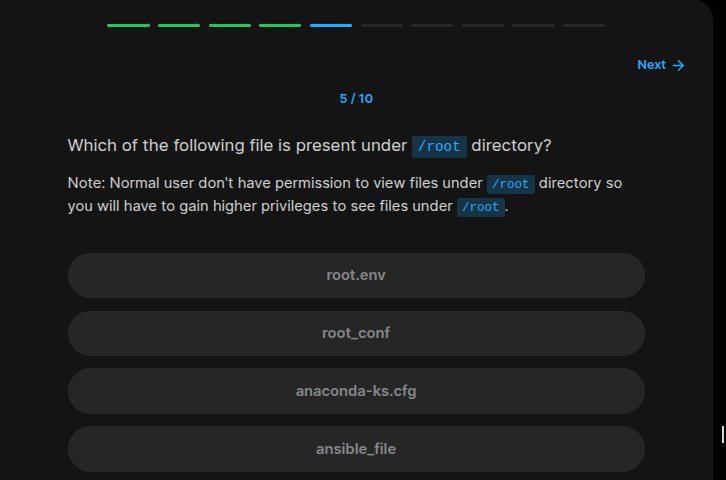 Next →
5 / 10
Which of the following file is present under /root directory?
Note: Normal user don't have permission to view files under /root directory so
you will have to gain higher privileges to see files under /root.
root.env
root_conf
anaconda-ks.cfg
ansible_file